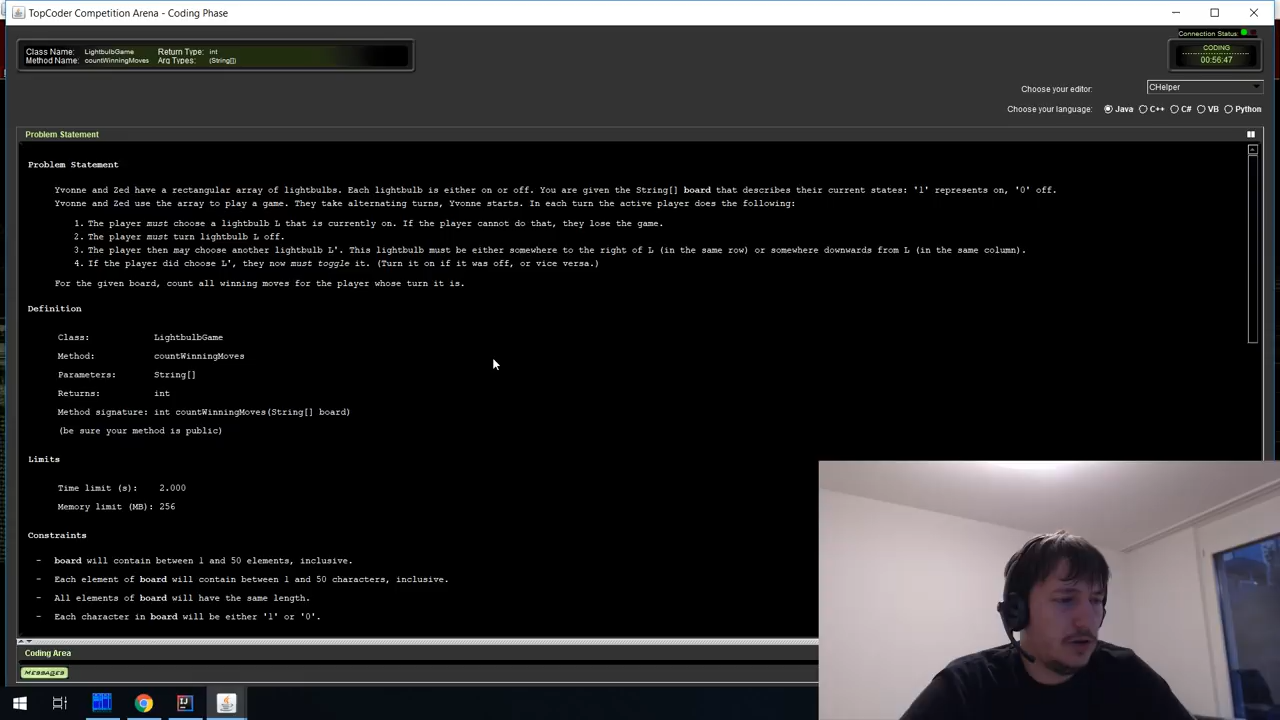 TopCoder Competition Arena - Coding Phase
Connection Status
Class Name: LightbulbGame Return Type: int
Method Name: countWinningMoves Arg Types: (String[])
CODING
00:56:47
Choose your editor: CHelper
Choose your language: Java C++ C# VB Python
Problem Statement
Problem Statement
Yvonne and Zed have a rectangular array of lightbulbs. Each lightbulb is either on or off. You are given the String[] board that describes their current states: '1' represents on, '0' off.
Yvonne and Zed use the array to play a game. They take alternating turns, Yvonne starts. In each turn the active player does the following:
1. The player must choose a lightbulb L that is currently on. If the player cannot do that, they lose the game.
2. The player must turn lightbulb L off.
3. The player then may choose another lightbulb L'. This lightbulb must be either somewhere to the right of L (in the same row) or somewhere downwards from L (in the same column).
4. If the player did choose L', they now must toggle it. (Turn it on if it was off, or vice versa.)
For the given board, count all winning moves for the player whose turn it is.
Definition
Class: LightbulbGame
Method: countWinningMoves
Parameters: String[]
Returns: int
Method signature: int countWinningMoves(String[] board)
(be sure your method is public)
Limits
Time limit (s): 2.000
Memory limit (MB): 256
Constraints
- board will contain between 1 and 50 elements, inclusive.
- Each element of board will contain between 1 and 50 characters, inclusive.
- All elements of board will have the same length.
- Each character in board will be either '1' or '0'.
Coding Area
MESSAGES